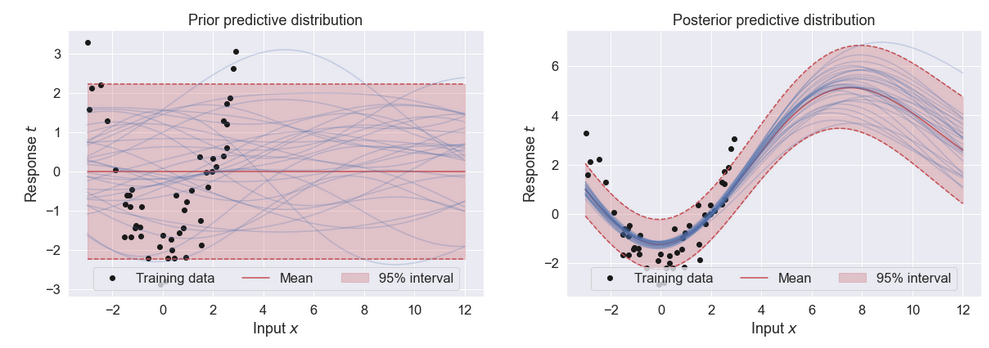 Prior predictive distribution
3
2
1
0
−1
−2
−3
Response t
Training data
Mean
95% interval
−2
0
2
4
6
8
10
12
Input x
Posterior predictive distribution
6
4
2
0
−2
Response t
Training data
Mean
95% interval
−2
0
2
4
6
8
10
12
Input x